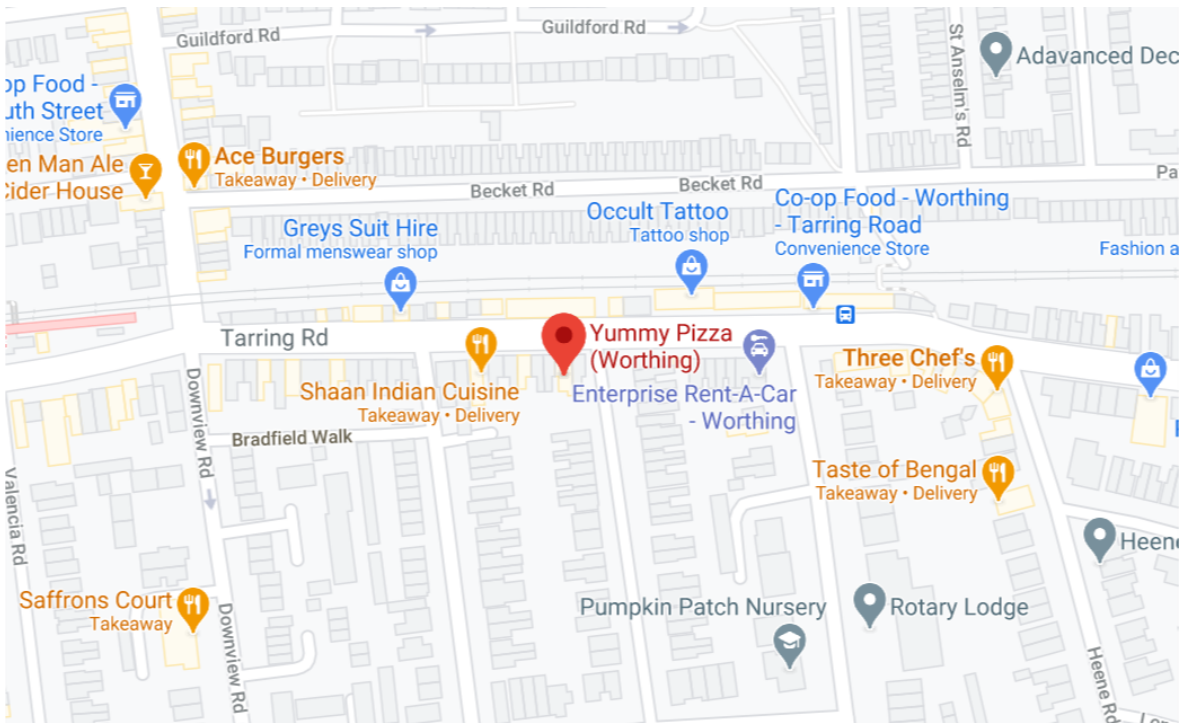 Guildford Rd
Guildford Rd
St Anselm's Rd
Adavanced Dec
op Food -
uth Street
nience Store
en Man Ale
Cider House
Ace Burgers
Takeaway • Delivery
Becket Rd
Becket Rd
Pa
Greys Suit Hire
Formal menswear shop
Occult Tattoo
Tattoo shop
Co-op Food - Worthing
- Tarring Road
Convenience Store
Fashion a
Tarring Rd
Yummy Pizza
(Worthing)
Shaan Indian Cuisine
Takeaway • Delivery
Enterprise Rent-A-Car
- Worthing
Three Chef's
Takeaway • Delivery
Downview Rd
Bradfield Walk
Valencia Rd
Taste of Bengal
Takeaway • Delivery
Heene
Saffrons Court
Takeaway
Downview Rd
Pumpkin Patch Nursery
Rotary Lodge
Heene Rd